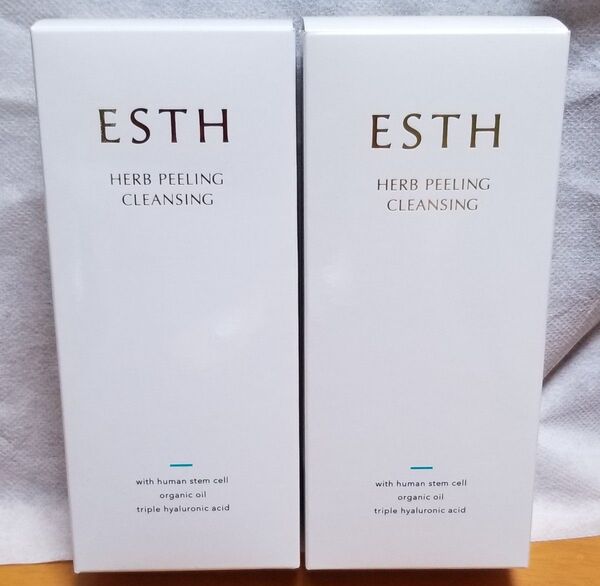 ESTH
HERB PEELING
CLEANSING
with human stem cell
organic oil
triple hyaluronic acid
ESTH
HERB PEELING
CLEANSING
with human stem cell
organic oil
triple hyaluronic acid